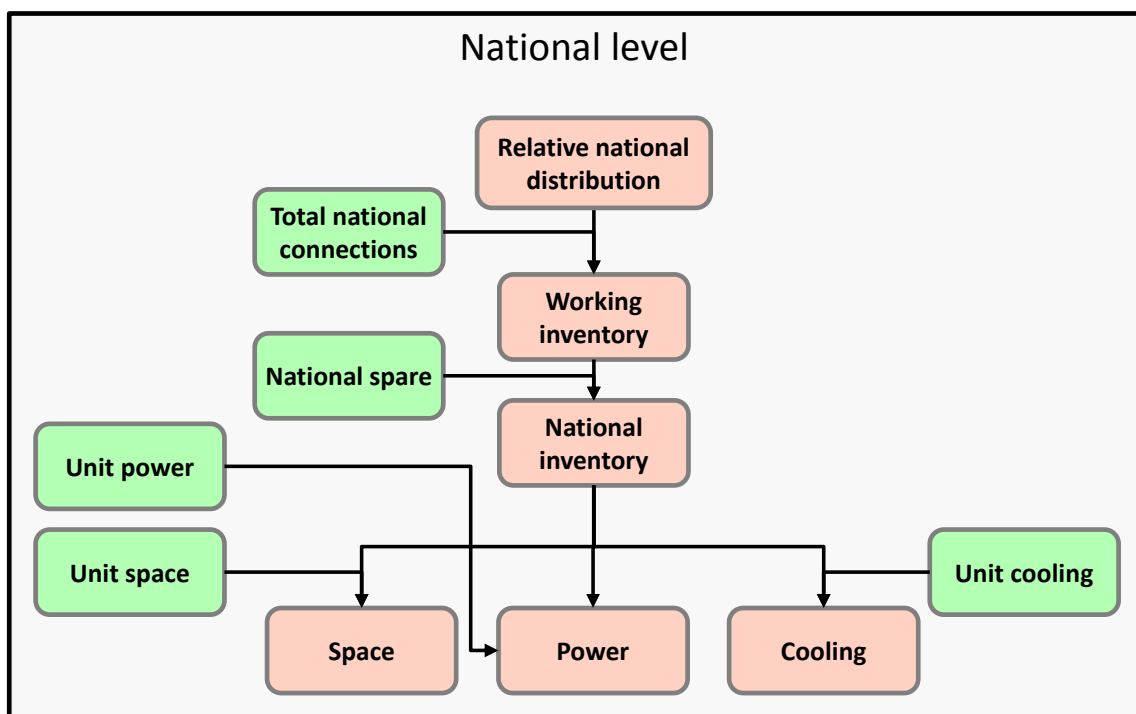 National level
Relative national
distribution
Total national
connections
Working
inventory
National spare
National
inventory
Unit power
Unit space
Unit cooling
Space
Power
Cooling